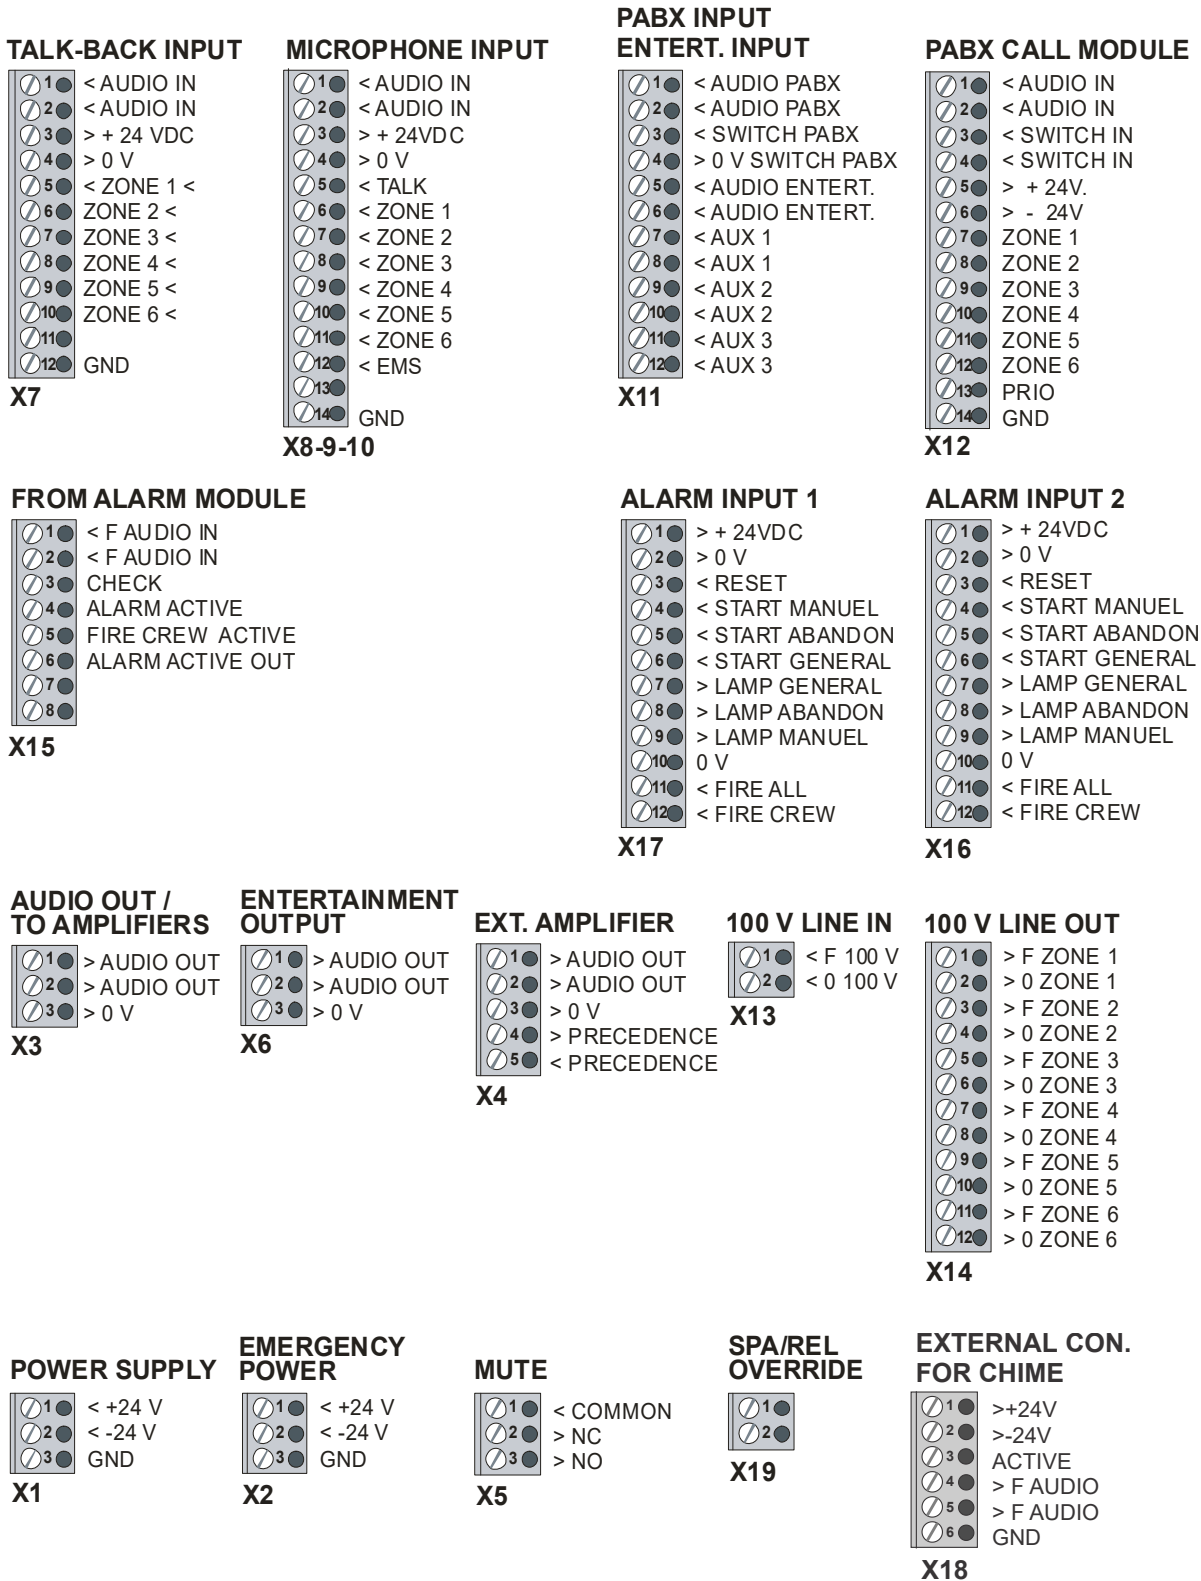 TALK-BACK INPUT
1 < AUDIO IN
2 < AUDIO IN
3 > + 24 VDC
4 > 0 V
5 < ZONE 1 <
6 ZONE 2 <
7 ZONE 3 <
8 ZONE 4 <
9 ZONE 5 <
10 ZONE 6 <
11
12 GND
X7
MICROPHONE INPUT
1 < AUDIO IN
2 < AUDIO IN
3 > + 24VDC
4 > 0 V
5 < TALK
6 < ZONE 1
7 < ZONE 2
8 < ZONE 3
9 < ZONE 4
10 < ZONE 5
11 < ZONE 6
12 < EMS
13
14 GND
X8-9-10
PABX INPUT
ENTERT. INPUT
1 < AUDIO PABX
2 < AUDIO PABX
3 < SWITCH PABX
4 > 0 V SWITCH PABX
5 < AUDIO ENTERT.
6 < AUDIO ENTERT.
7 < AUX 1
8 < AUX 1
9 < AUX 2
10 < AUX 2
11 < AUX 3
12 < AUX 3
X11
PABX CALL MODULE
1 < AUDIO IN
2 < AUDIO IN
3 < SWITCH IN
4 < SWITCH IN
5 > + 24V.
6 > - 24V
7 ZONE 1
8 ZONE 2
9 ZONE 3
10 ZONE 4
11 ZONE 5
12 ZONE 6
13 PRIO
14 GND
X12
FROM ALARM MODULE
1 < F AUDIO IN
2 < F AUDIO IN
3 CHECK
4 ALARM ACTIVE
5 FIRE CREW ACTIVE
6 ALARM ACTIVE OUT
7
8
X15
ALARM INPUT 1
1 > + 24VDC
2 > 0 V
3 < RESET
4 < START MANUEL
5 < START ABANDON
6 < START GENERAL
7 > LAMP GENERAL
8 > LAMP ABANDON
9 > LAMP MANUEL
10 0 V
11 < FIRE ALL
12 < FIRE CREW
X17
ALARM INPUT 2
1 > + 24VDC
2 > 0 V
3 < RESET
4 < START MANUEL
5 < START ABANDON
6 < START GENERAL
7 > LAMP GENERAL
8 > LAMP ABANDON
9 > LAMP MANUEL
10 0 V
11 < FIRE ALL
12 < FIRE CREW
X16
AUDIO OUT /
TO AMPLIFIERS
1 > AUDIO OUT
2 > AUDIO OUT
3 > 0 V
X3
ENTERTAINMENT
OUTPUT
1 > AUDIO OUT
2 > AUDIO OUT
3 > 0 V
X6
EXT. AMPLIFIER
1 > AUDIO OUT
2 > AUDIO OUT
3 > 0 V
4 > PRECEDENCE
5 < PRECEDENCE
X4
100 V LINE IN
1 < F 100 V
2 < 0 100 V
X13
100 V LINE OUT
1 > F ZONE 1
2 > 0 ZONE 1
3 > F ZONE 2
4 > 0 ZONE 2
5 > F ZONE 3
6 > 0 ZONE 3
7 > F ZONE 4
8 > 0 ZONE 4
9 > F ZONE 5
10 > 0 ZONE 5
11 > F ZONE 6
12 > 0 ZONE 6
X14
POWER SUPPLY
1 < +24 V
2 < -24 V
3 GND
X1
EMERGENCY
POWER
1 < +24 V
2 < -24 V
3 GND
X2
MUTE
1 < COMMON
2 > NC
3 > NO
X5
SPA/REL
OVERRIDE
1
2
X19
EXTERNAL CON.
FOR CHIME
1 >+24V
2 >-24V
3 ACTIVE
4 > F AUDIO
5 > F AUDIO
6 GND
X18